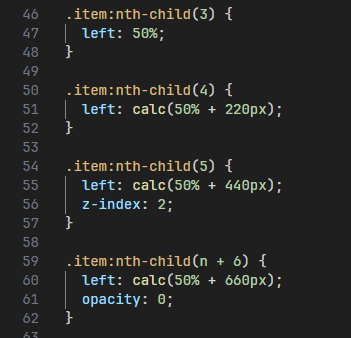 46 .item:nth-child(3) {
47   left: 50%;
48 }
49
50 .item:nth-child(4) {
51   left: calc(50% + 220px);
52 }
53
54 .item:nth-child(5) {
55   left: calc(50% + 440px);
56   z-index: 2;
57 }
58
59 .item:nth-child(n + 6) {
60   left: calc(50% + 660px);
61   opacity: 0;
62 }
63